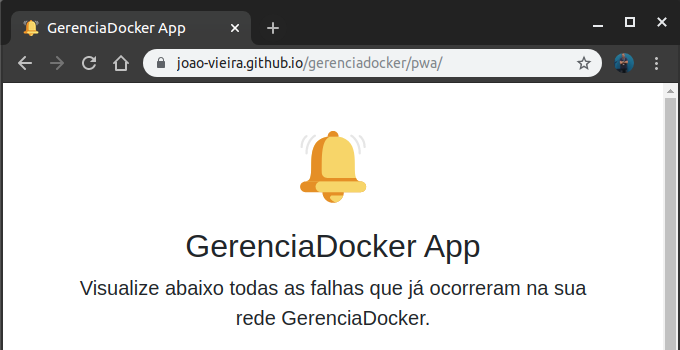 GerenciaDocker App
joao-vieira.github.io/gerenciadocker/pwa/
GerenciaDocker App
Visualize abaixo todas as falhas que já ocorreram na sua
rede GerenciaDocker.